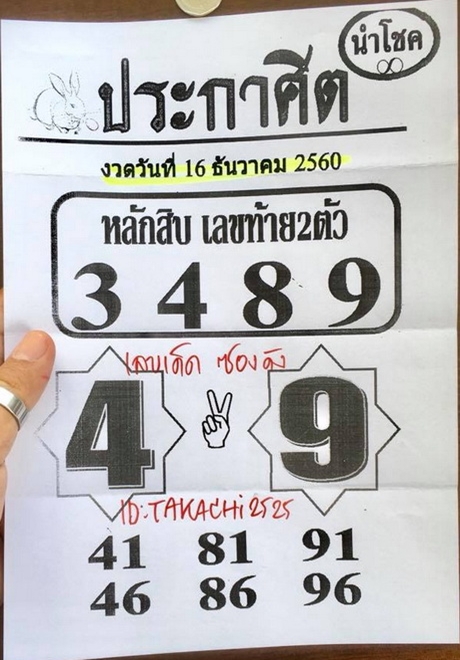 นำโชค
ประกาศีต
งวดวันที่ 16 ธันวาคม 2560
หลักสิบ เลขท้าย2ตัว
3 4 8 9
เลขเด็ด ซองดัง
4 9
ID:TAKACHi2525
41 81 91
46 86 96